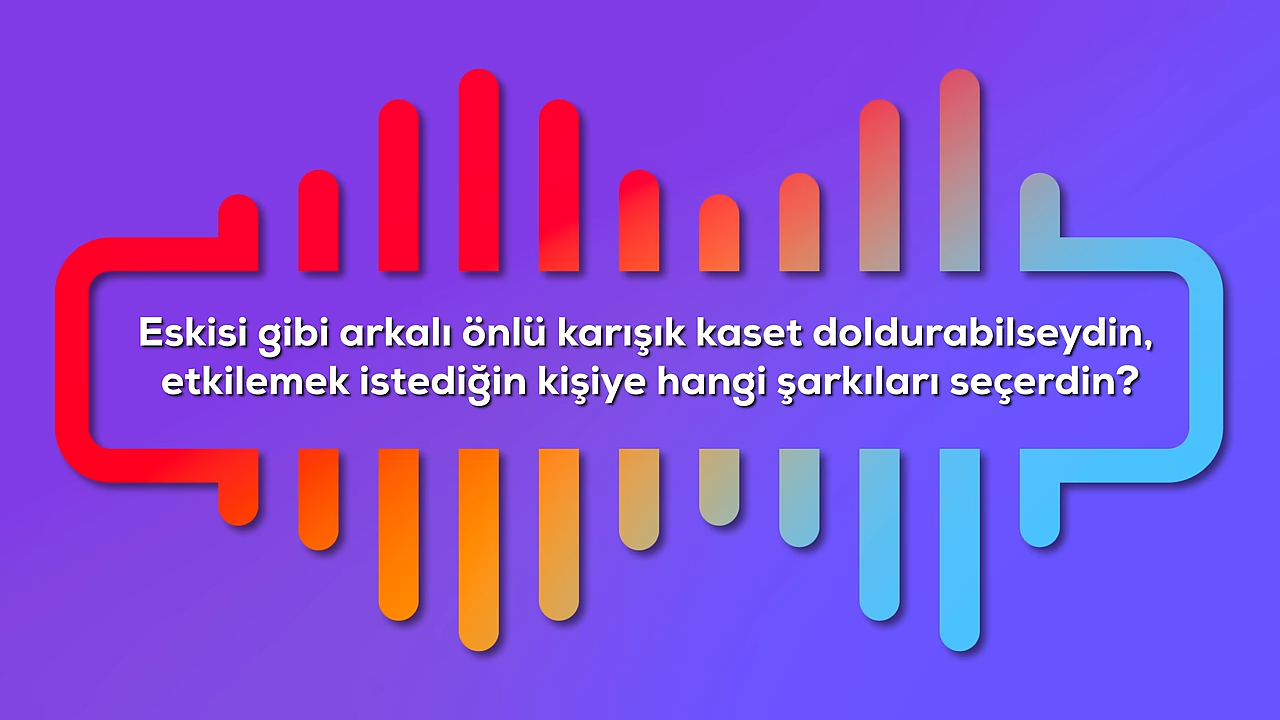 Eskisi gibi arkalı önlü karışık kaset doldurabilseydin,
etkilemek istediğin kişiye hangi şarkıları seçerdin?